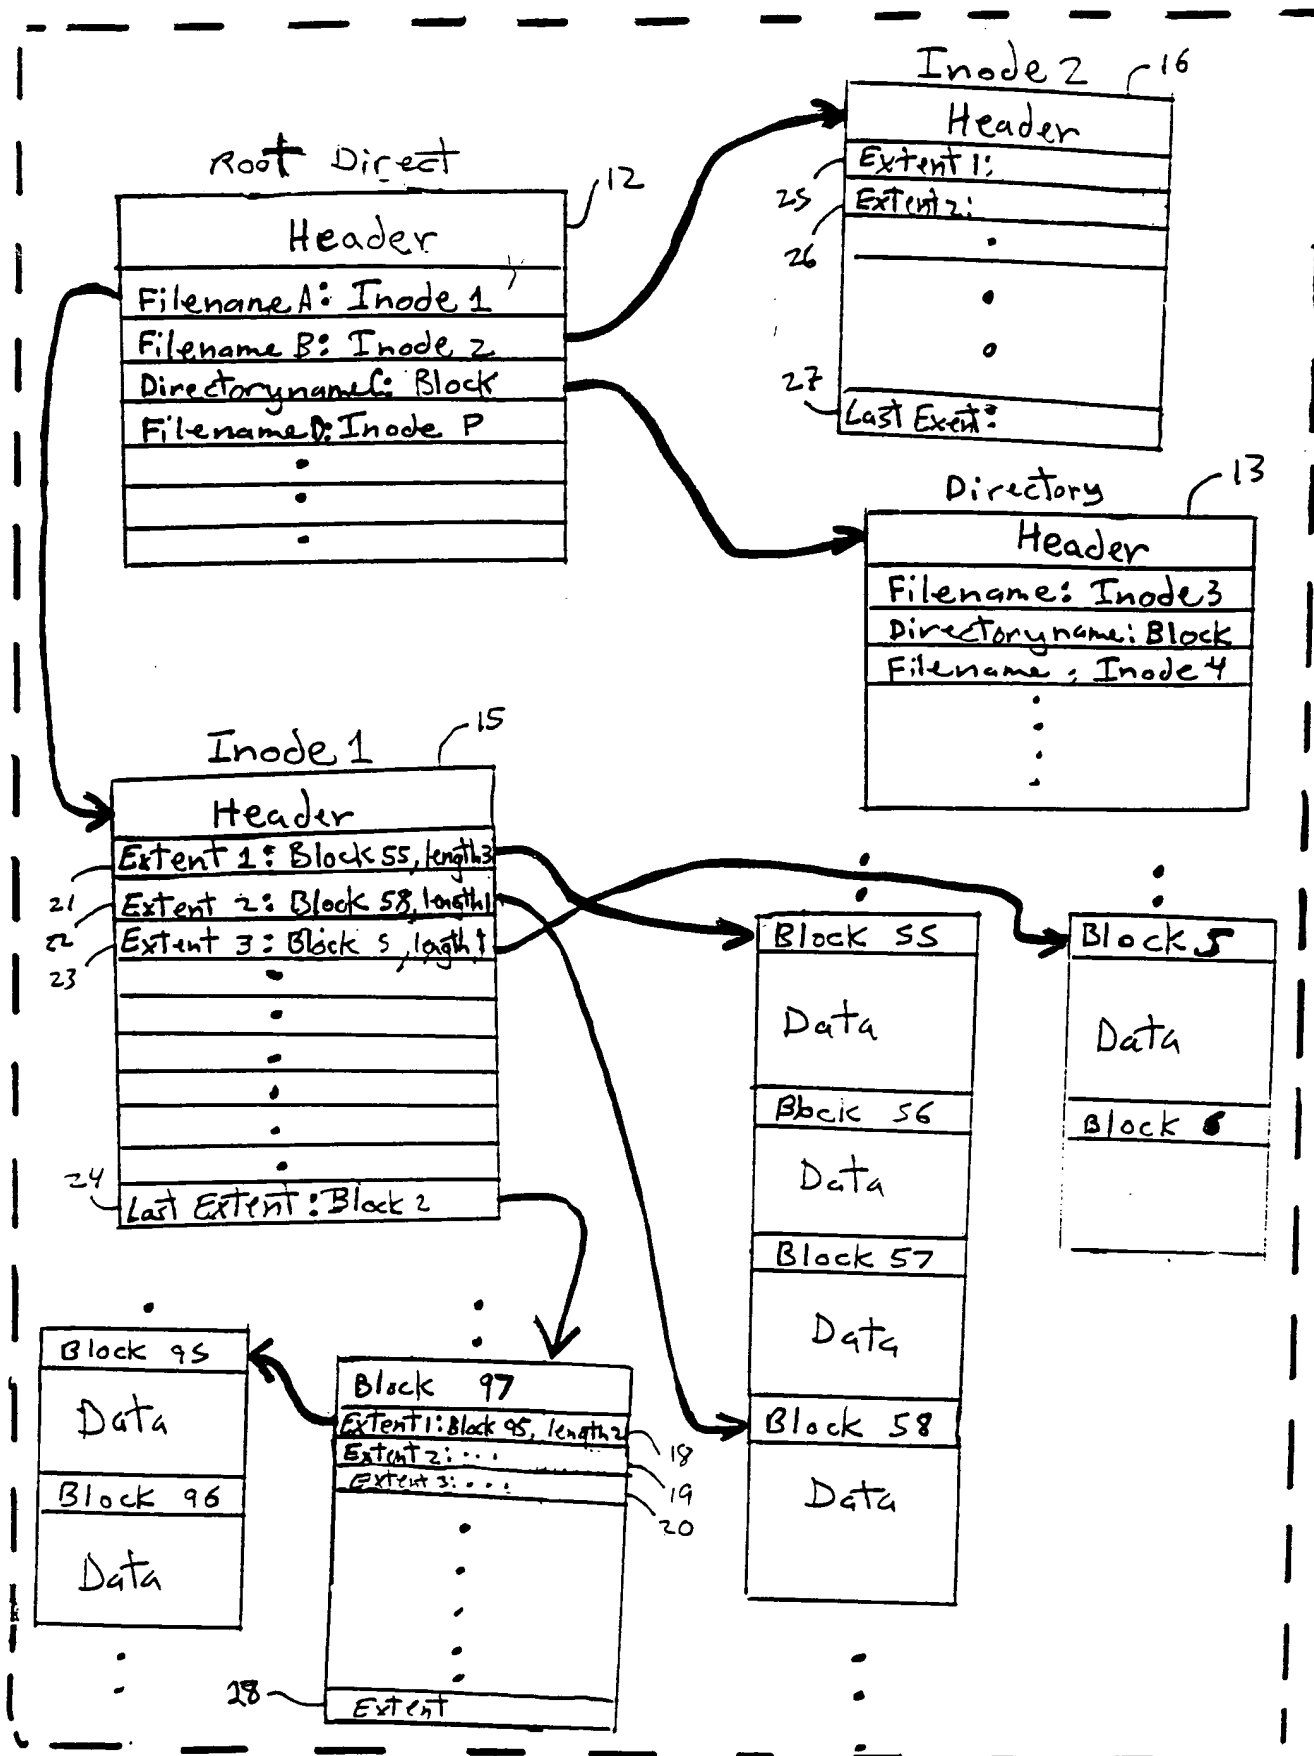 Inode 2
16
Header
Extent 1:
25
Extent 2:
26
27
Last Exent:
Root Direct
12
Header
Filename A: Inode 1
Filename B: Inode 2
Directoryname C: Block
Filename D: Inode P
Directory
13
Header
Filename: Inode 3
Directoryname: Block
Filename: Inode 4
Inode 1
15
Header
Extent 1: Block 55, length 3
21
Extent 2: Block 58, length 1
22
Extent 3: Block 5, length 1
23
24
Last Extent: Block 2
Block 55
Data
Block 56
Data
Block 57
Data
Block 58
Data
Block 5
Data
Block 6
Block 95
Data
Block 96
Data
Block 97
Extent 1: Block 95, length 2
18
Extent 2: ...
19
Extent 3: ...
20
28
Extent